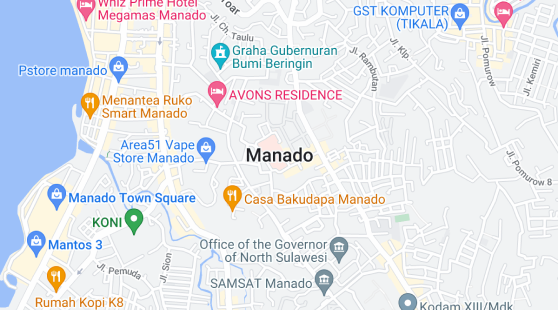 Whiz Prime Hotel
Megamas Manado
roar
GST KOMPUTER
(TIKALA)
Jl. Ch. Taulu
Graha Gubernuran
Bumi Beringin
Jl. Klp.
Jl. Rambutan
Jl. Pomurow
Jl. Kemiri
Pstore manado
AVONS RESIDENCE
Menantea Ruko
Smart Manado
Area51 Vape
Store Manado
Manado
Jl. Pomurow 8
Manado Town Square
Casa Bakudapa Manado
KONI
Mantos 3
Office of the Governor
of North Sulawesi
Jl. Sion
Jl. Pemuda
SAMSAT Manado
Rumah Kopi K8
Kodam XIII/Mdk